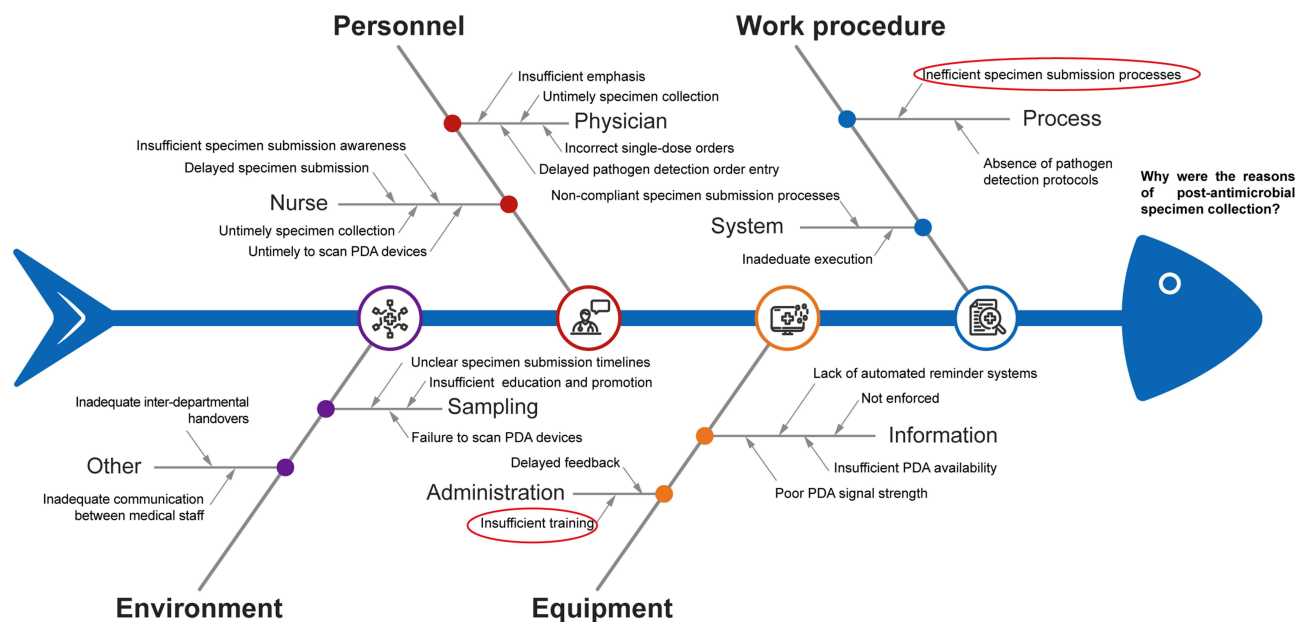 Personnel
Work procedure
Insufficient emphasis
Untimely specimen collection
Physician
Incorrect single-dose orders
Delayed pathogen detection order entry
Insufficient specimen submission awareness
Delayed specimen submission
Nurse
Untimely specimen collection
Untimely to scan PDA devices
Inefficient specimen submission processes
Process
Absence of pathogen
detection protocols
Non-compliant specimen submission processes
System
Inadeduate execution
Why were the reasons
of post-antimicrobial
specimen collection?
Unclear specimen submission timelines
Insufficient education and promotion
Sampling
Failure to scan PDA devices
Inadequate inter-departmental
handovers
Other
Inadequate communication
between medical staff
Lack of automated reminder systems
Not enforced
Information
Insufficient PDA availability
Poor PDA signal strength
Delayed feedback
Administration
Insufficient training
Environment
Equipment